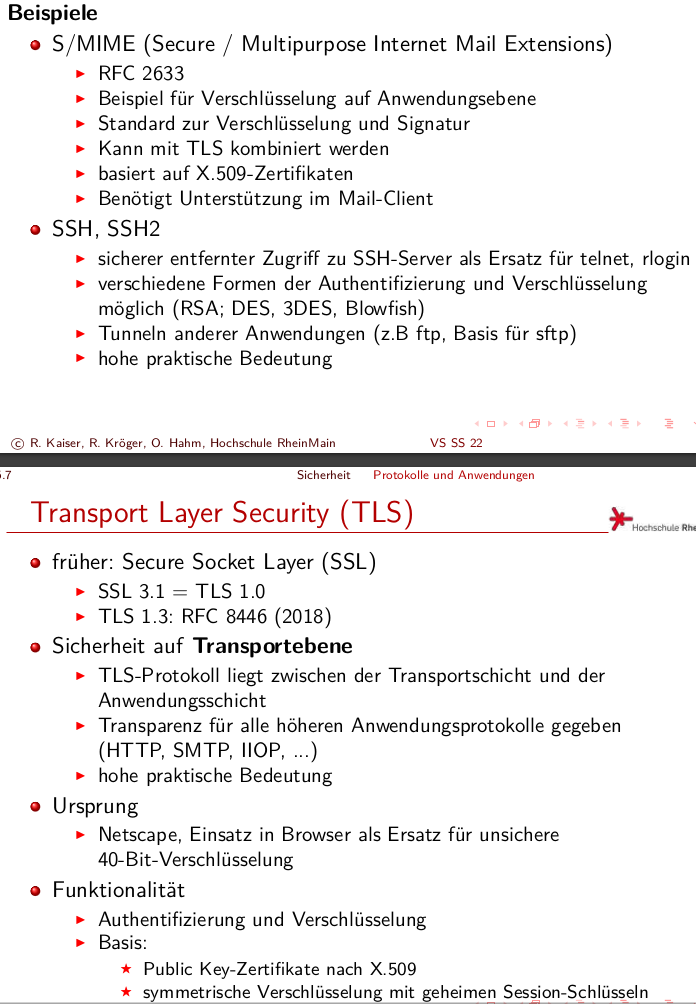 Beispiele
S/MIME (Secure / Multipurpose Internet Mail Extensions)
RFC 2633
Beispiel für Verschlüsselung auf Anwendungsebene
Standard zur Verschlüsselung und Signatur
Kann mit TLS kombiniert werden
basiert auf X.509-Zertifikaten
Benötigt Unterstützung im Mail-Client
SSH, SSH2
sicherer entfernter Zugriff zu SSH-Server als Ersatz für telnet, rlogin
verschiedene Formen der Authentifizierung und Verschlüsselung
möglich (RSA; DES, 3DES, Blowfish)
Tunneln anderer Anwendungen (z.B ftp, Basis für sftp)
hohe praktische Bedeutung
© R. Kaiser, R. Kröger, O. Hahm, Hochschule RheinMain VS SS 22
.7 Sicherheit Protokolle und Anwendungen
Transport Layer Security (TLS)
Hochschule Rhe
früher: Secure Socket Layer (SSL)
SSL 3.1 = TLS 1.0
TLS 1.3: RFC 8446 (2018)
Sicherheit auf Transportebene
TLS-Protokoll liegt zwischen der Transportschicht und der
Anwendungsschicht
Transparenz für alle höheren Anwendungsprotokolle gegeben
(HTTP, SMTP, IIOP, ...)
hohe praktische Bedeutung
Ursprung
Netscape, Einsatz in Browser als Ersatz für unsichere
40-Bit-Verschlüsselung
Funktionalität
Authentifizierung und Verschlüsselung
Basis:
Public Key-Zertifikate nach X.509
symmetrische Verschlüsselung mit geheimen Session-Schlüsseln